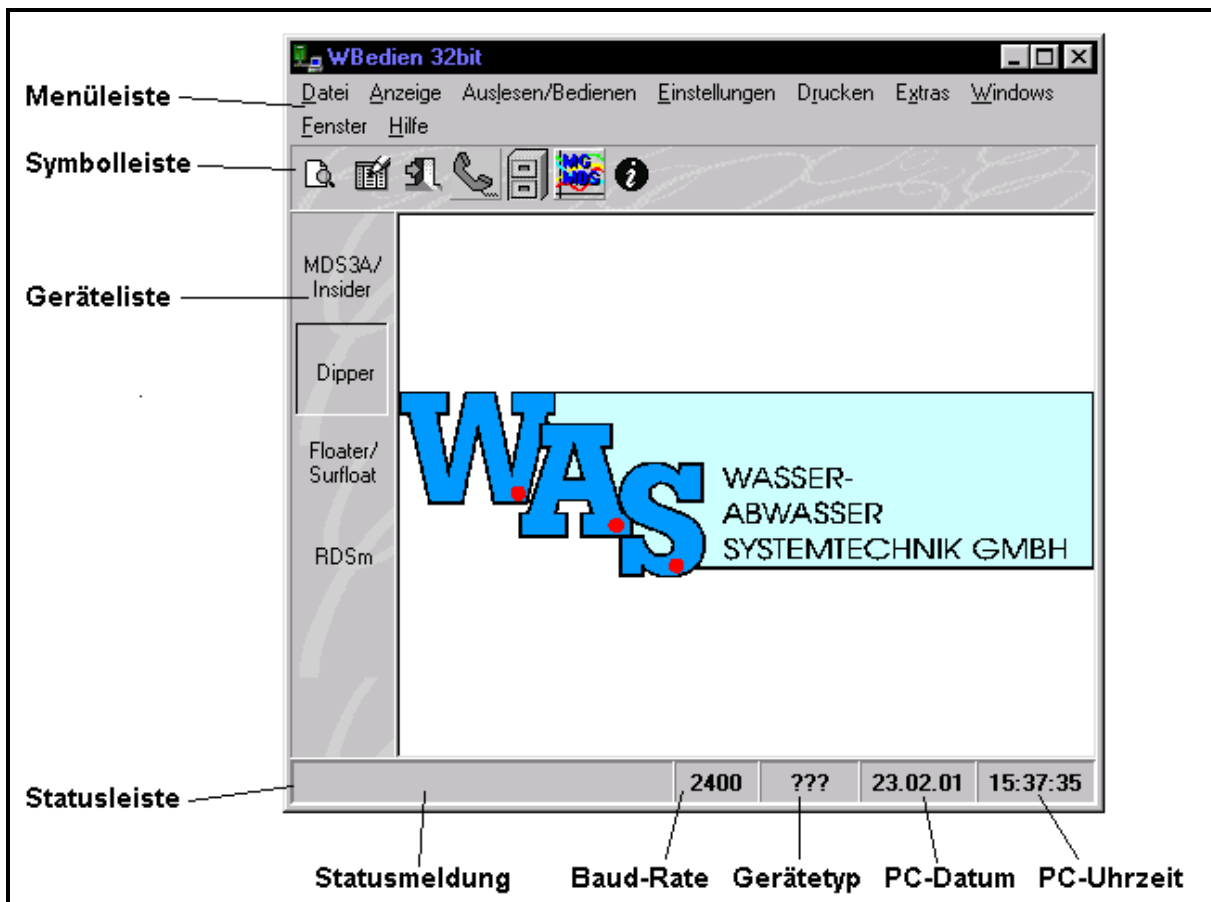 WBedien 32bit
Menüleiste
Datei Anzeige Auslesen/Bedienen Einstellungen Drucken Extras Windows
Fenster Hilfe
Symbolleiste
MG
MDS
i
Geräteliste
MDS3A/
Insider
Dipper
Floater/
Surfloat
RDSm
WAS
WASSER-
ABWASSER
SYSTEMTECHNIK GMBH
Statusleiste
2400 ??? 23.02.01 15:37:35
Statusmeldung Baud-Rate Gerätetyp PC-Datum PC-Uhrzeit